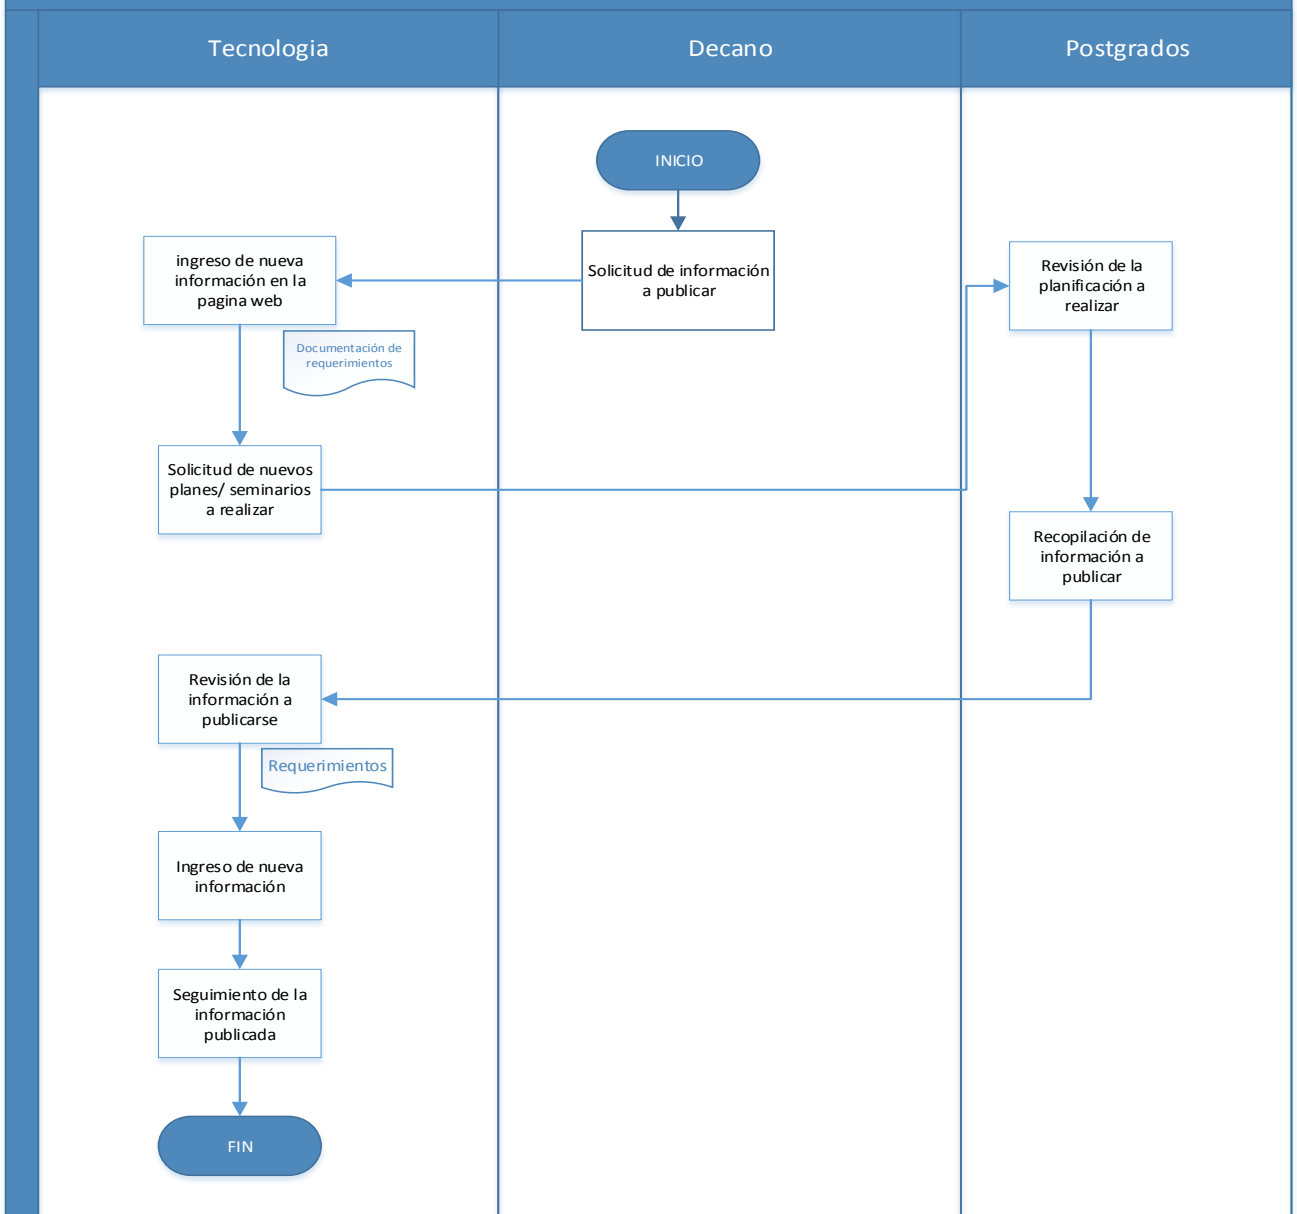 Tecnologia
Decano
Postgrados
INICIO
Solicitud de información
a publicar
ingreso de nueva
información en la
pagina web
Documentación de
requerimientos
Solicitud de nuevos
planes/ seminarios
a realizar
Revisión de la
planificación a
realizar
Recopilación de
información a
publicar
Revisión de la
información a
publicarse
Requerimientos
Ingreso de nueva
información
Seguimiento de la
información
publicada
FIN